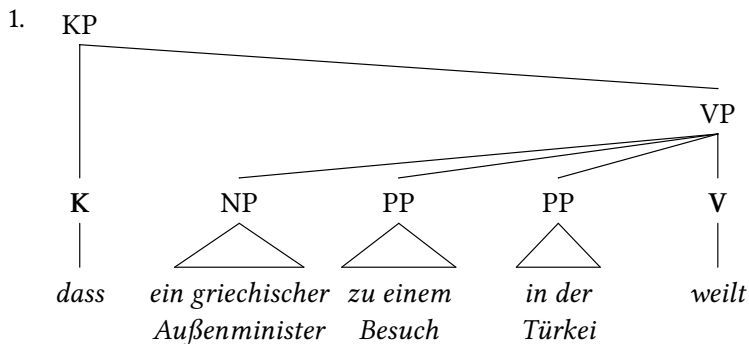 1.
KP
VP
K NP PP PP V
dass ein griechischer zu einem in der weilt
Außenminister Besuch Türkei